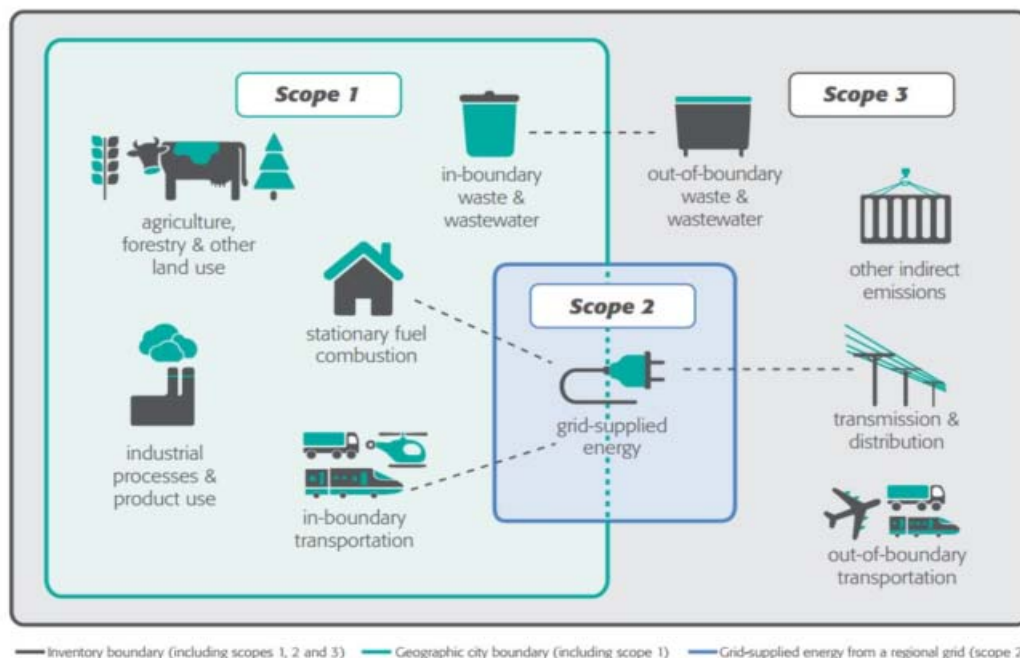 Scope 1
Scope 3
in-boundary
waste &
wastewater
out-of-boundary
waste &
wastewater
agriculture,
forestry & other
land use
other indirect
emissions
Scope 2
stationary fuel
combustion
grid-supplied
energy
transmission &
distribution
industrial
processes &
product use
in-boundary
transportation
out-of-boundary
transportation
Inventory boundary (including scopes 1, 2 and 3) Geographic city boundary (including scope 1) Grid-supplied energy from a regional grid (scope 2